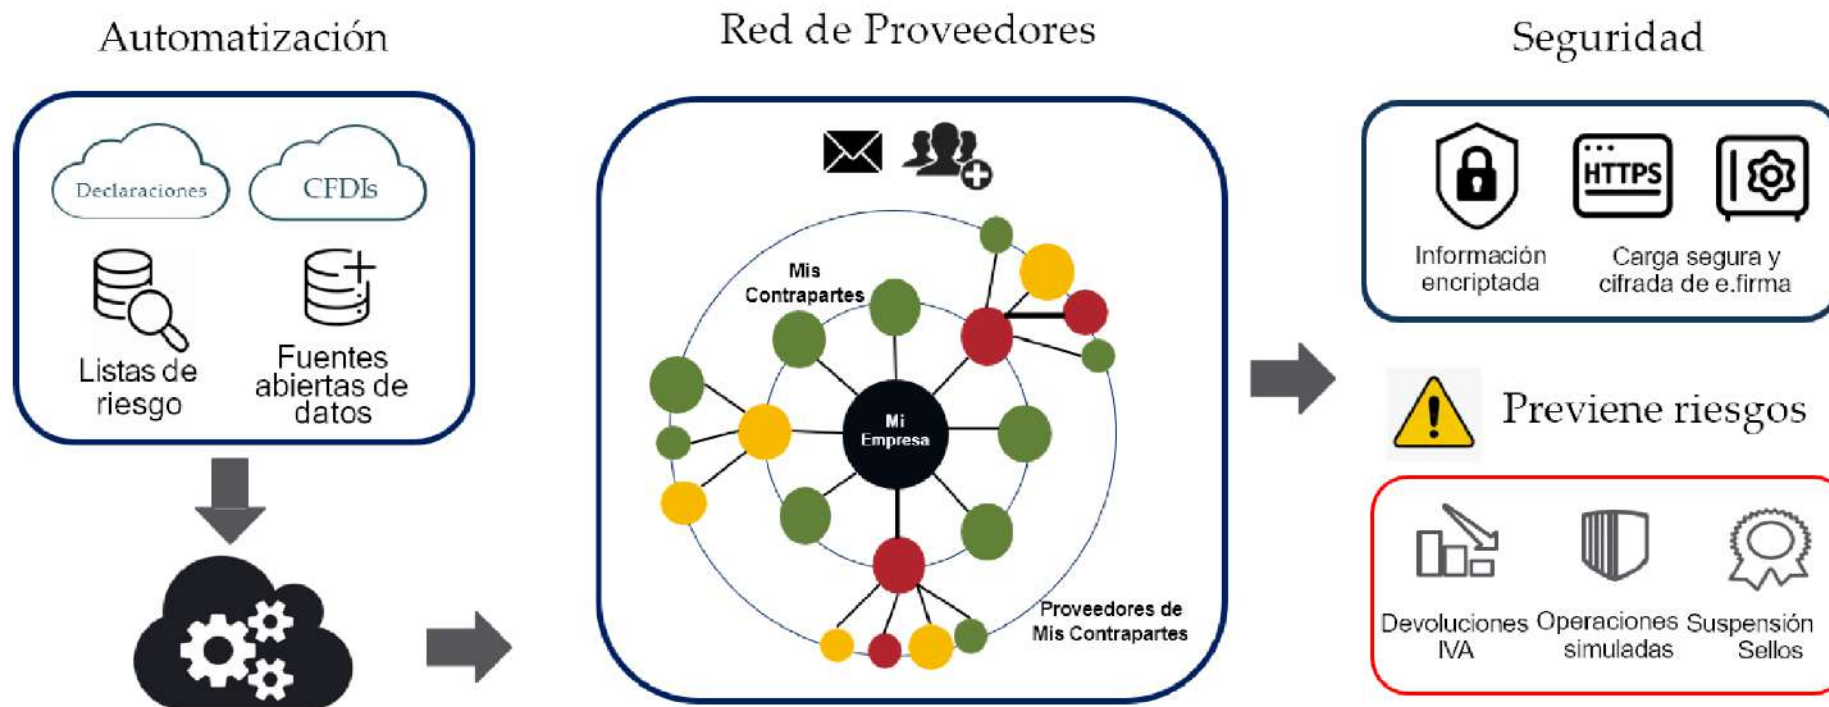 Automatización
Declaraciones
CFDIs
Listas de
riesgo
Fuentes
abiertas de
datos
Red de Proveedores
Mis
Contrapartes
Mi
Empresa
Proveedores de
Mis Contrapartes
Seguridad
Información
encriptada
HTTPS
Carga segura y
cifrada de e.firma
Previene riesgos
Devoluciones
IVA
Operaciones
simuladas
Suspensión
Sellos